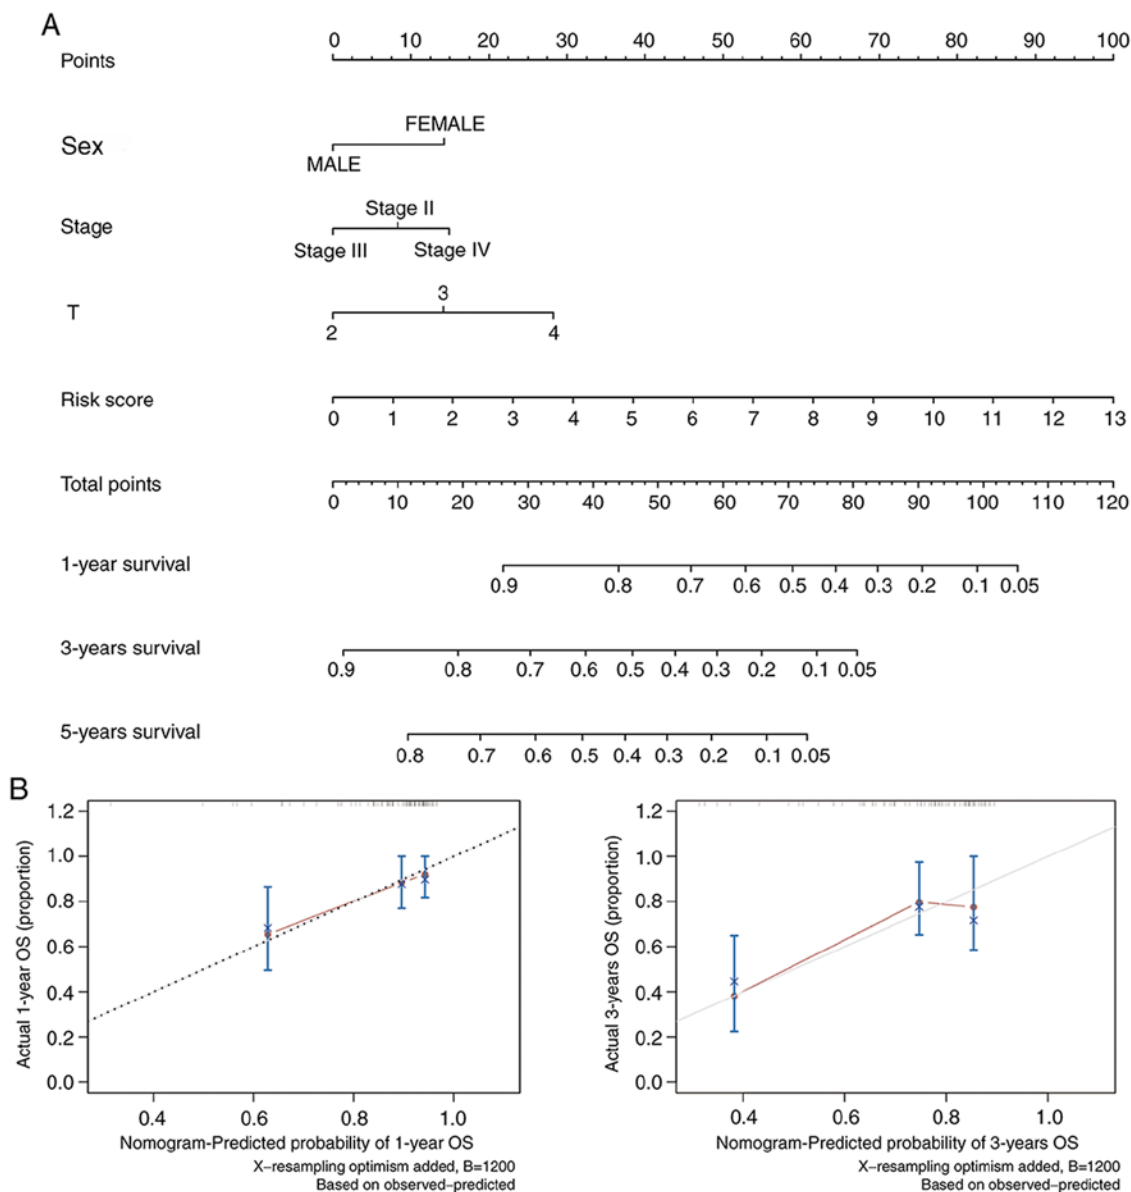 A
Points
0 10 20 30 40 50 60 70 80 90 100
Sex
FEMALE
MALE
Stage
Stage II
Stage III Stage IV
T
3
2 4
Risk score
0 1 2 3 4 5 6 7 8 9 10 11 12 13
Total points
0 10 20 30 40 50 60 70 80 90 100 110 120
1-year survival
0.9 0.8 0.7 0.6 0.5 0.4 0.3 0.2 0.1 0.05
3-years survival
0.9 0.8 0.7 0.6 0.5 0.4 0.3 0.2 0.1 0.05
5-years survival
0.8 0.7 0.6 0.5 0.4 0.3 0.2 0.1 0.05
B
Actual 1-year OS (proportion)
1.2
1.0
0.8
0.6
0.4
0.2
0.0
0.4 0.6 0.8 1.0
Nomogram-Predicted probability of 1-year OS
X-resampling optimism added, B=1200
Based on observed-predicted
Actual 3-years OS (proportion)
1.2
1.0
0.8
0.6
0.4
0.2
0.0
0.4 0.6 0.8 1.0
Nomogram-Predicted probability of 3-years OS
X-resampling optimism added, B=1200
Based on observed-predicted